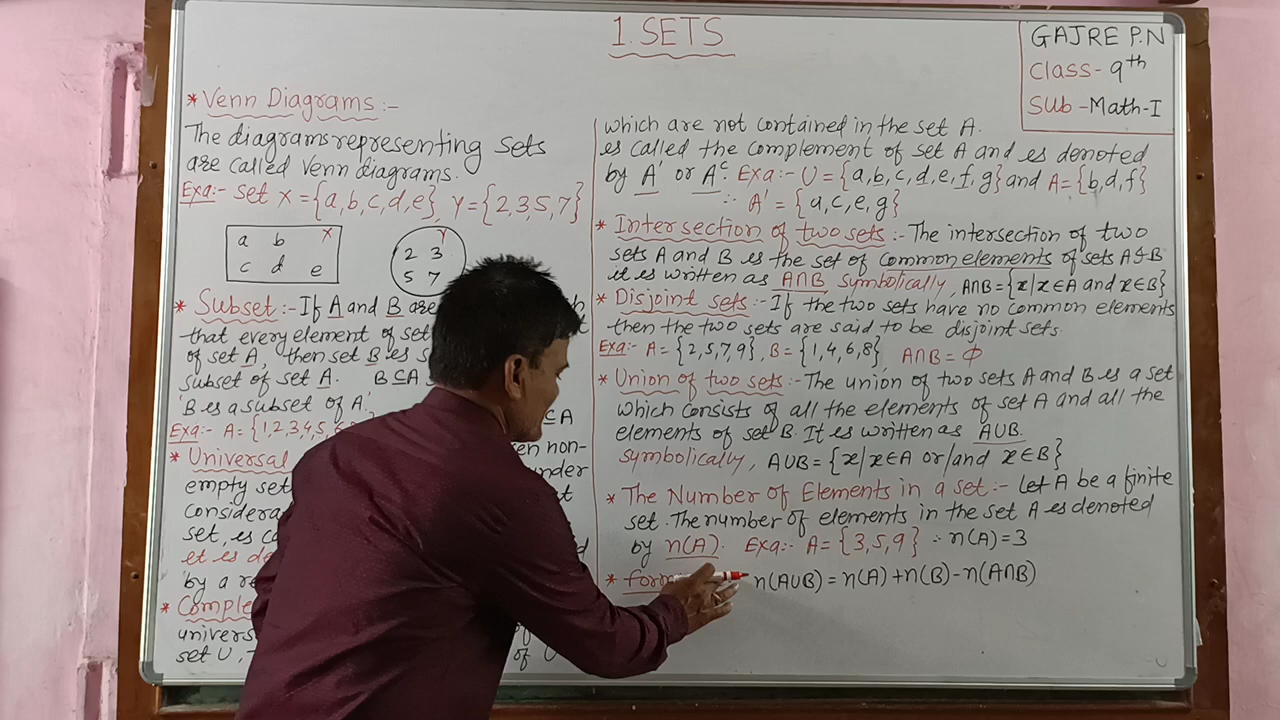 1. SETS
GAJRE P.N
Class - 9th
Sub - Math-I
* Venn Diagrams :-
The diagrams representing sets
are called Venn diagrams.
Exa:- set X = {a,b,c,d,e}, Y = {2,3,5,7}
a b X
c d e
Y
2 3
5 7
* Subset :- If A and B are
that every element of set
of set A, then set B is
subset of set A. B⊆A
'B is a subset of A'. ⊆A
Exa:- A = {1,2,3,4,5,
* Universal non-
empty set under
set, is
it is
by a
* Comple
univers of
set U, of U
which are not contained in the set A.
is called the complement of set A and is denoted
by A' or Aᶜ Exa:- U = {a,b,c,d,e,f,g} and A = {b,d,f}
∴ A' = {a,c,e,g}
* Intersection of two sets :- The intersection of two
sets A and B is the set of common elements of sets A & B
it is written as A∩B symbolically, A∩B = {x/x∈A and x∈B}
* Disjoint sets :- If the two sets have no common elements
then the two sets are said to be disjoint sets.
Exa:- A = {2,5,7,9}, B = {1,4,6,8} A∩B = ϕ
* Union of two sets :- The union of two sets A and B is a set
which consists of all the elements of set A and all the
elements of set B. It is written as A∪B.
symbolically, A∪B = {x/x∈A or/and x∈B}
* The Number of Elements in a set :- Let A be a finite
set. The number of elements in the set A is denoted
by n(A). Exa:- A = {3,5,9} ∴ n(A) = 3
* form n(A∪B) = n(A) + n(B) - n(A∩B)